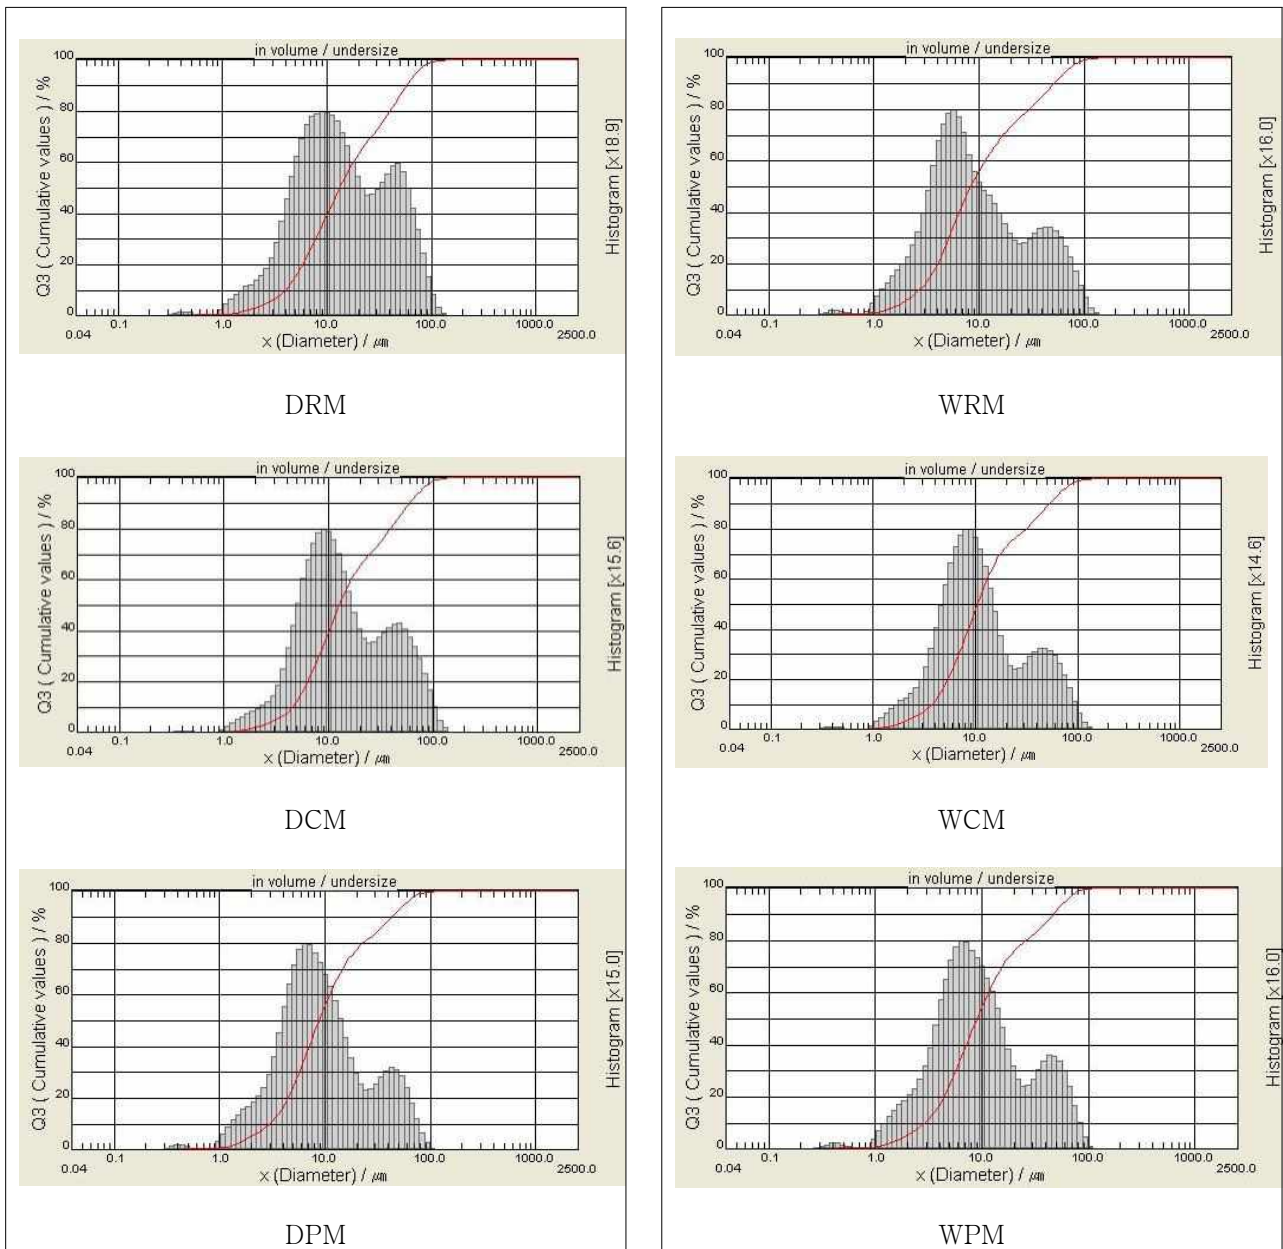 in volume / undersize
Q3 ( Cumulative values ) / %
100
80
60
40
20
0
0.04 0.1 1.0 10.0 100.0 1000.0 2500.0
x (Diameter) / ㎛
Histogram [x18.9]
DRM
in volume / undersize
Q3 ( Cumulative values ) / %
100
80
60
40
20
0
0.04 0.1 1.0 10.0 100.0 1000.0 2500.0
x (Diameter) / ㎛
Histogram [x16.0]
WRM
in volume / undersize
Q3 ( Cumulative values ) / %
100
80
60
40
20
0
0.04 0.1 1.0 10.0 100.0 1000.0 2500.0
x (Diameter) / ㎛
Histogram [x15.6]
DCM
in volume / undersize
Q3 ( Cumulative values ) / %
100
80
60
40
20
0
0.04 0.1 1.0 10.0 100.0 1000.0 2500.0
x (Diameter) / ㎛
Histogram [x14.6]
WCM
in volume / undersize
Q3 ( Cumulative values ) / %
100
80
60
40
20
0
0.04 0.1 1.0 10.0 100.0 1000.0 2500.0
x (Diameter) / ㎛
Histogram [x15.0]
DPM
in volume / undersize
Q3 ( Cumulative values ) / %
100
80
60
40
20
0
0.04 0.1 1.0 10.0 100.0 1000.0 2500.0
x (Diameter) / ㎛
Histogram [x16.0]
WPM